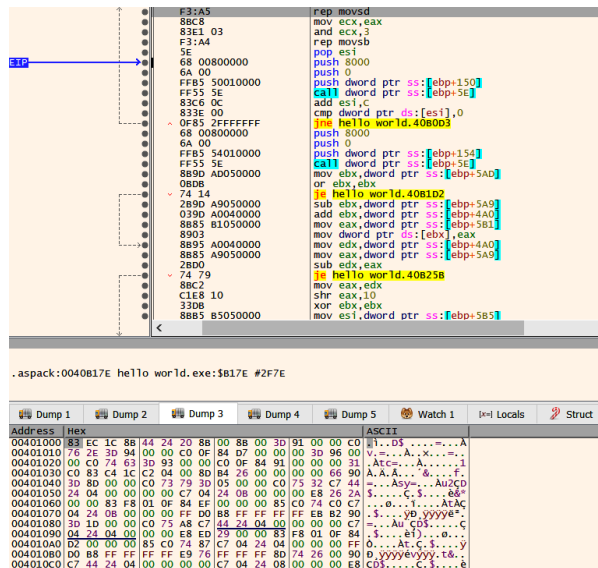 F3:A5 rep movsd
8BC8 mov ecx,eax
83E1 03 and ecx,3
F3:A4 rep movsb
5E pop esi
EIP 68 00800000 push 8000
6A 00 push 0
FFB5 50010000 push dword ptr ss:[ebp+150]
FF55 5E call dword ptr ss:[ebp+5E]
83C6 0C add esi,C
833E 00 cmp dword ptr ds:[esi],0
0F85 2FFFFFFF jne hello world.40B0D3
68 00800000 push 8000
6A 00 push 0
FFB5 54010000 push dword ptr ss:[ebp+154]
FF55 5E call dword ptr ss:[ebp+5E]
8B9D AD050000 mov ebx,dword ptr ss:[ebp+5AD]
0BDB or ebx,ebx
74 14 je hello world.40B1D2
2B9D A9050000 sub ebx,dword ptr ss:[ebp+5A9]
039D A0040000 add ebx,dword ptr ss:[ebp+4A0]
8B85 B1050000 mov eax,dword ptr ss:[ebp+5B1]
8903 mov dword ptr ds:[ebx],eax
8B95 A0040000 mov edx,dword ptr ss:[ebp+4A0]
8B85 A9050000 mov eax,dword ptr ss:[ebp+5A9]
2BD0 sub edx,eax
74 79 je hello world.40B25B
8BC2 mov eax,edx
C1E8 10 shr eax,10
33DB xor ebx,ebx
8BB5 B5050000 mov esi,dword ptr ss:[ebp+5B5]
.aspack:0040B17E hello world.exe:$B17E #2F7E
Dump 1 Dump 2 Dump 3 Dump 4 Dump 5 Watch 1 [x=] Locals Struct
Address Hex ASCII
00401000 83 EC 1C 8B 44 24 20 8B 00 8B 00 3D 91 00 00 C0 .ì..D$ ....=...À
00401010 76 2E 3D 94 00 00 C0 0F 84 D7 00 00 00 3D 96 00 v.=...À..×...=..
00401020 00 C0 74 63 3D 93 00 00 C0 0F 84 91 00 00 00 31 .Àtc=...À......1
00401030 C0 83 C4 1C C2 04 00 8D B4 26 00 00 00 00 66 90 À.Ä.Â...´&....f.
00401040 3D 8D 00 00 C0 73 79 3D 05 00 00 C0 75 32 C7 44 =...Àsy=...Àu2ÇD
00401050 24 04 00 00 00 00 C7 04 24 0B 00 00 00 E8 26 2A $.....Ç.$....è&*
00401060 00 00 83 F8 01 0F 84 EF 00 00 00 85 C0 74 C0 C7 ...ø...ï....ÀtÀÇ
00401070 04 24 0B 00 00 00 FF D0 B8 FF FF FF FF EB B2 90 .$....ÿÐ¸ÿÿÿÿë².
00401080 3D 1D 00 00 C0 75 A8 C7 44 24 04 00 00 00 00 C7 =...Àu¨ÇD$.....Ç
00401090 04 24 04 00 00 00 E8 ED 29 00 00 83 F8 01 0F 84 .$....èí)...ø...
004010A0 D2 00 00 00 85 C0 74 87 C7 04 24 04 00 00 00 FF Ò....Àt.Ç.$....ÿ
004010B0 D0 B8 FF FF FF FF E9 76 FF FF FF 8D 74 26 00 90 Ð¸ÿÿÿÿévÿÿÿ.t&..
004010C0 C7 44 24 04 00 00 00 00 C7 04 24 08 00 00 00 E8 ÇD$.....Ç.$....è